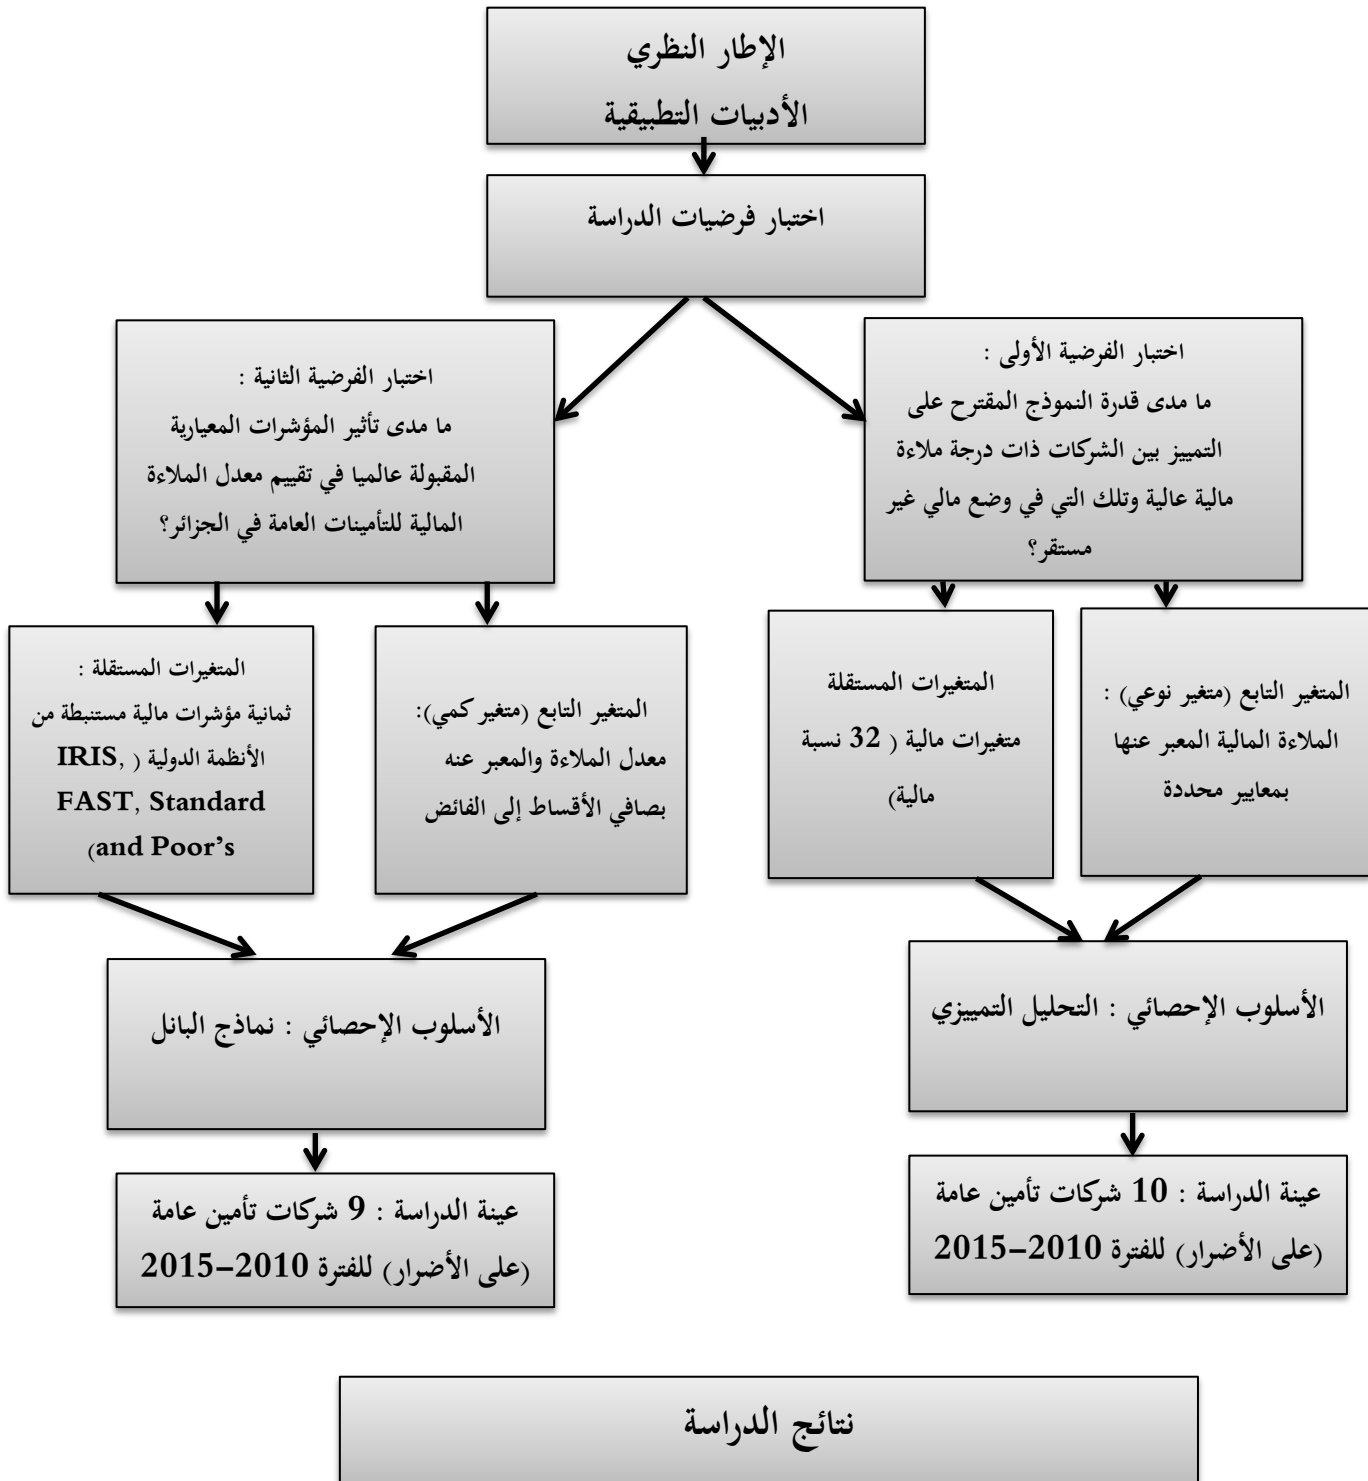 الإطار النظري
الأدبيات التطبيقية
اختبار فرضيات الدراسة
اختبار الفرضية الأولى :
ما مدى قدرة النموذج المقترح على
التمييز بين الشركات ذات درجة ملاءة
مالية عالية وتلك التي في وضع مالي غير
مستقر؟
اختبار الفرضية الثانية :
ما مدى تأثير المؤشرات المعيارية
المقبولة عالميا في تقييم معدل الملاءة
المالية للتأمينات العامة في الجزائر؟
المتغير التابع (متغير نوعي) :
الملاءة المالية المعبر عنها
بمعايير محددة
المتغيرات المستقلة
متغيرات مالية ( 32 نسبة
مالية)
المتغير التابع (متغير كمي):
معدل الملاءة والمعبر عنه
بصافي الأقساط إلى الفائض
المتغيرات المستقلة :
ثمانية مؤشرات مالية مستنبطة من
الأنظمة الدولية ( IRIS,
FAST, Standard
and Poor's)
الأسلوب الإحصائي : التحليل التمييزي
الأسلوب الإحصائي : نماذج البانل
عينة الدراسة : 10 شركات تأمين عامة
(على الأضرار) للفترة 2010-2015
عينة الدراسة : 9 شركات تأمين عامة
(على الأضرار) للفترة 2010-2015
نتائج الدراسة